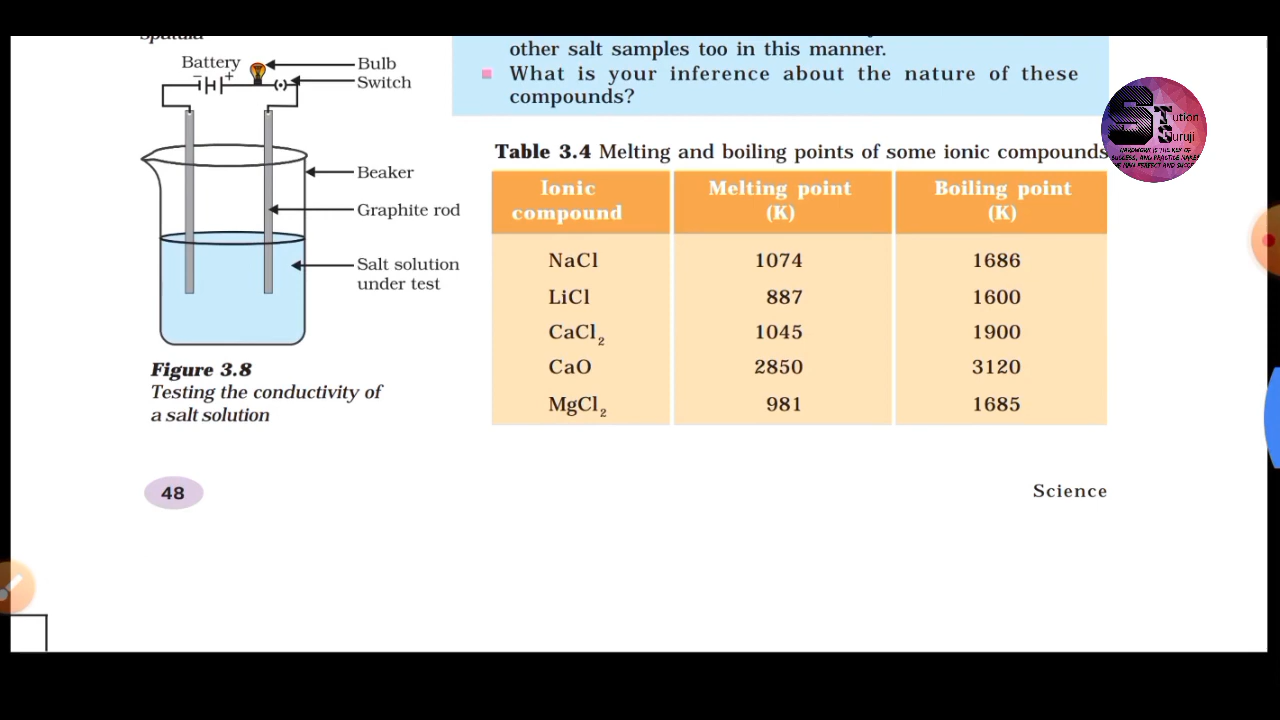 Spatula
Battery
− +
Bulb
Switch
Beaker
Graphite rod
Salt solution
under test
Figure 3.8
Testing the conductivity of
a salt solution
other salt samples too in this manner.
What is your inference about the nature of these
compounds?
Table 3.4 Melting and boiling points of some ionic compounds
Ionic compound Melting point (K) Boiling point (K)
NaCl 1074 1686
LiCl 887 1600
CaCl₂ 1045 1900
CaO 2850 3120
MgCl₂ 981 1685
48
Science
STution
Guruji